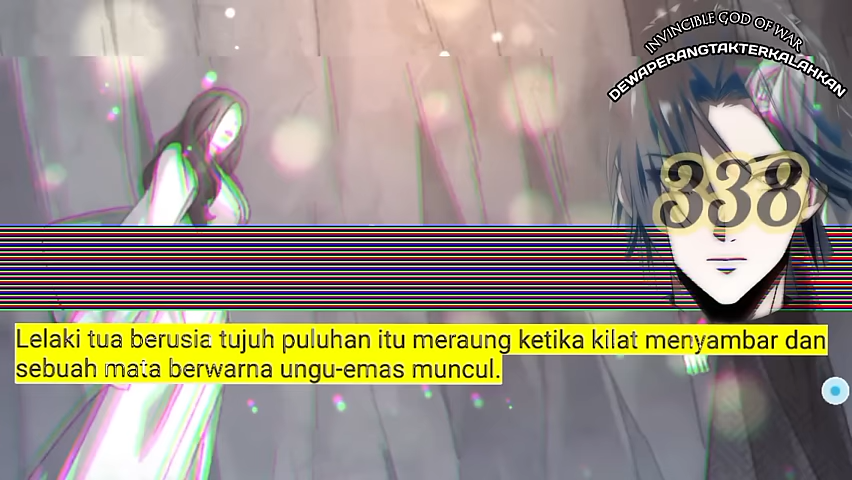 INVINCIBLE GOD OF WAR
DEWAPERANGTAKTERKALAHKAN
338
Lelaki tua berusia tujuh puluhan itu meraung ketika kilat menyambar dan
sebuah mata berwarna ungu-emas muncul.